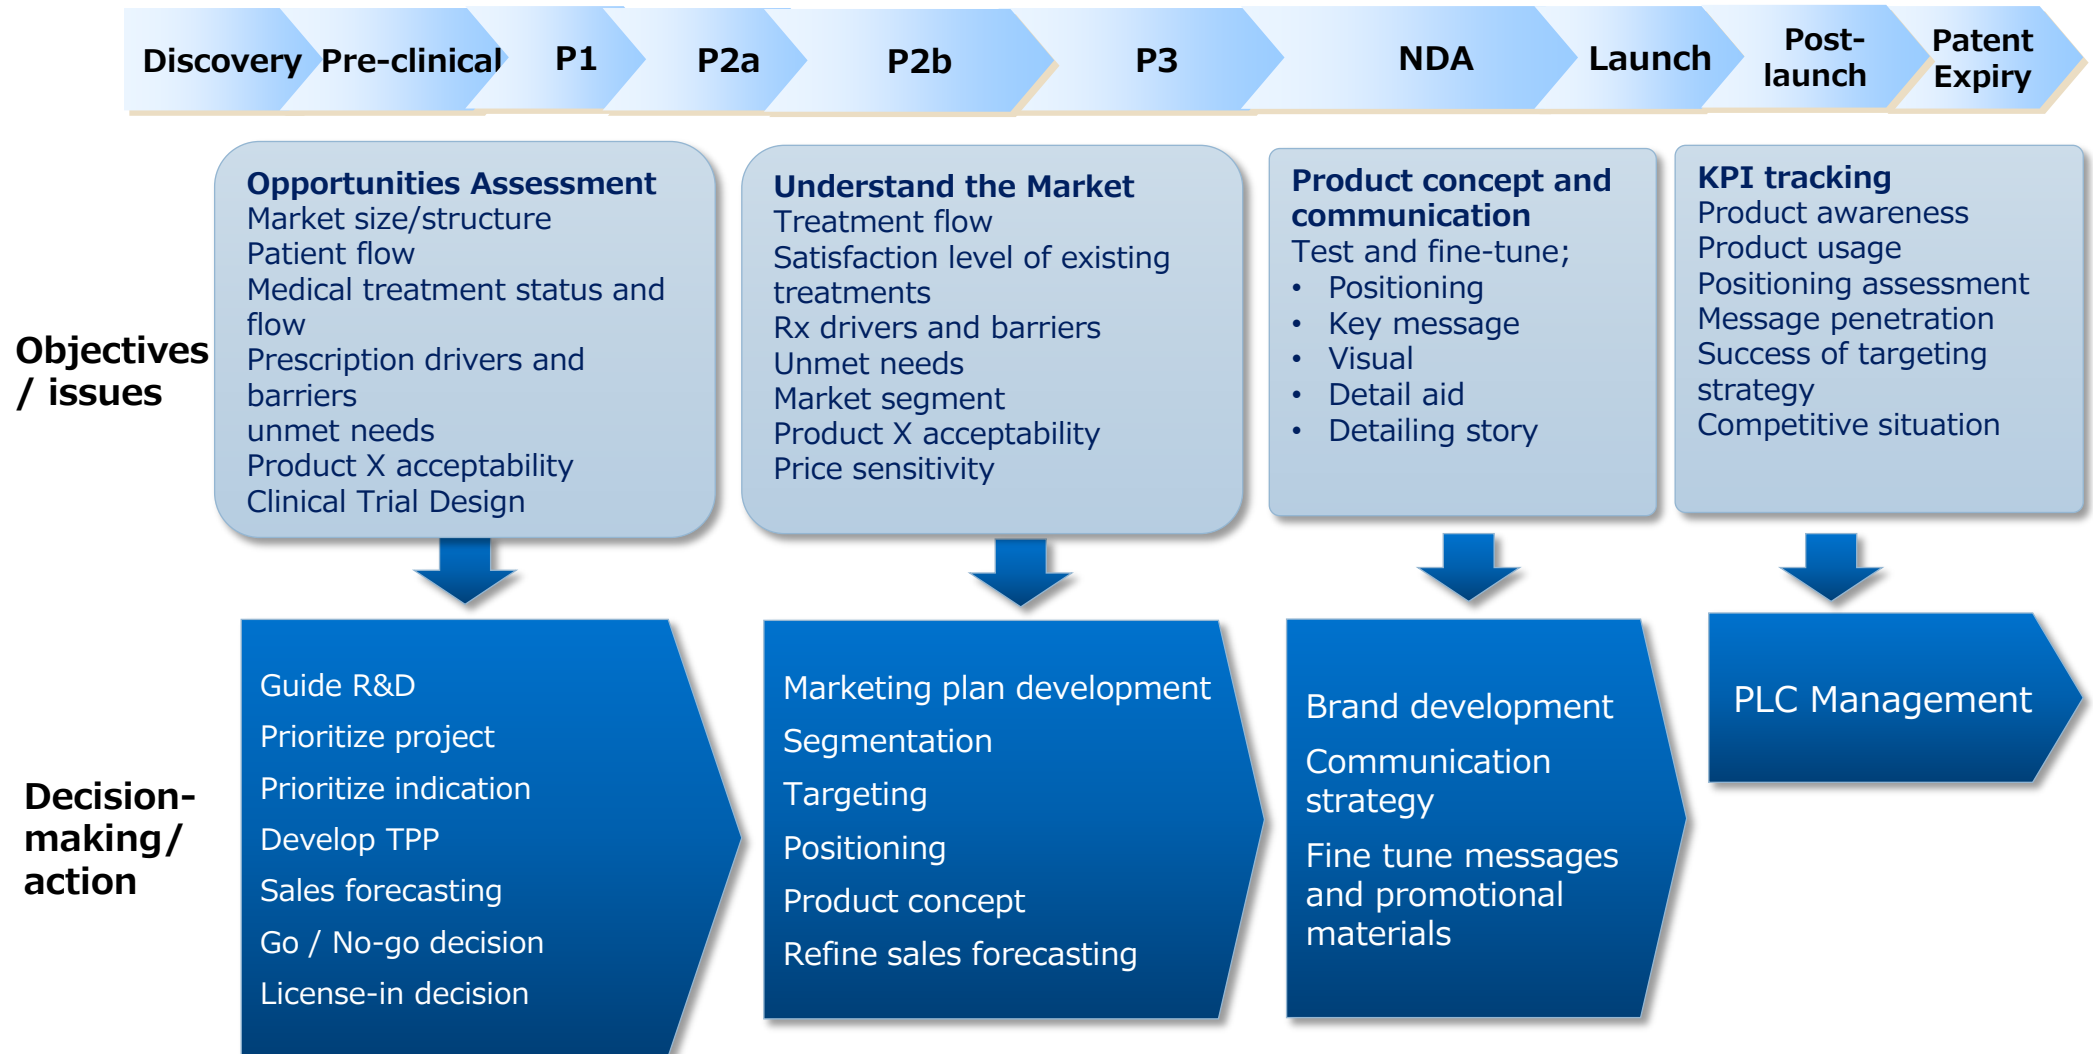 Discovery
Pre-clinical
P1
P2a
P2b
P3
NDA
Launch
Post-
launch
Patent
Expiry
Objectives
/ issues
Opportunities Assessment
Market size/structure
Patient flow
Medical treatment status and
flow
Prescription drivers and
barriers
unmet needs
Product X acceptability
Clinical Trial Design
Understand the Market
Treatment flow
Satisfaction level of existing
treatments
Rx drivers and barriers
Unmet needs
Market segment
Product X acceptability
Price sensitivity
Product concept and
communication
Test and fine-tune;
• Positioning
• Key message
• Visual
• Detail aid
• Detailing story
KPI tracking
Product awareness
Product usage
Positioning assessment
Message penetration
Success of targeting
strategy
Competitive situation
Decision-
making/
action
Guide R&D
Prioritize project
Prioritize indication
Develop TPP
Sales forecasting
Go / No-go decision
License-in decision
Marketing plan development
Segmentation
Targeting
Positioning
Product concept
Refine sales forecasting
Brand development
Communication
strategy
Fine tune messages
and promotional
materials
PLC Management